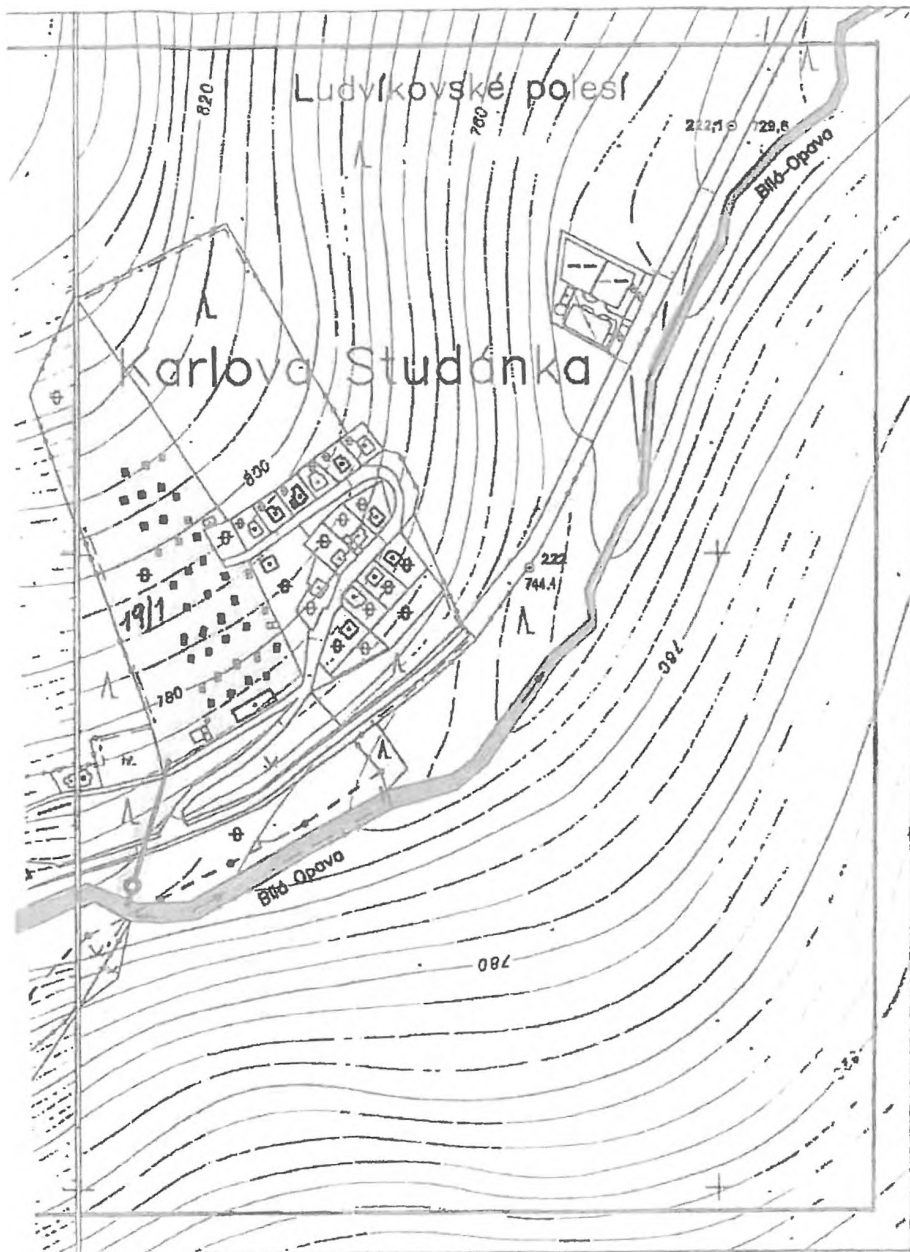 820
Ludvíkovské polesí
760
222,1 729,6
Bílá Opava
Karlova Studánka
800
222
744.4
19/1
780
780
Bílá Opava
780